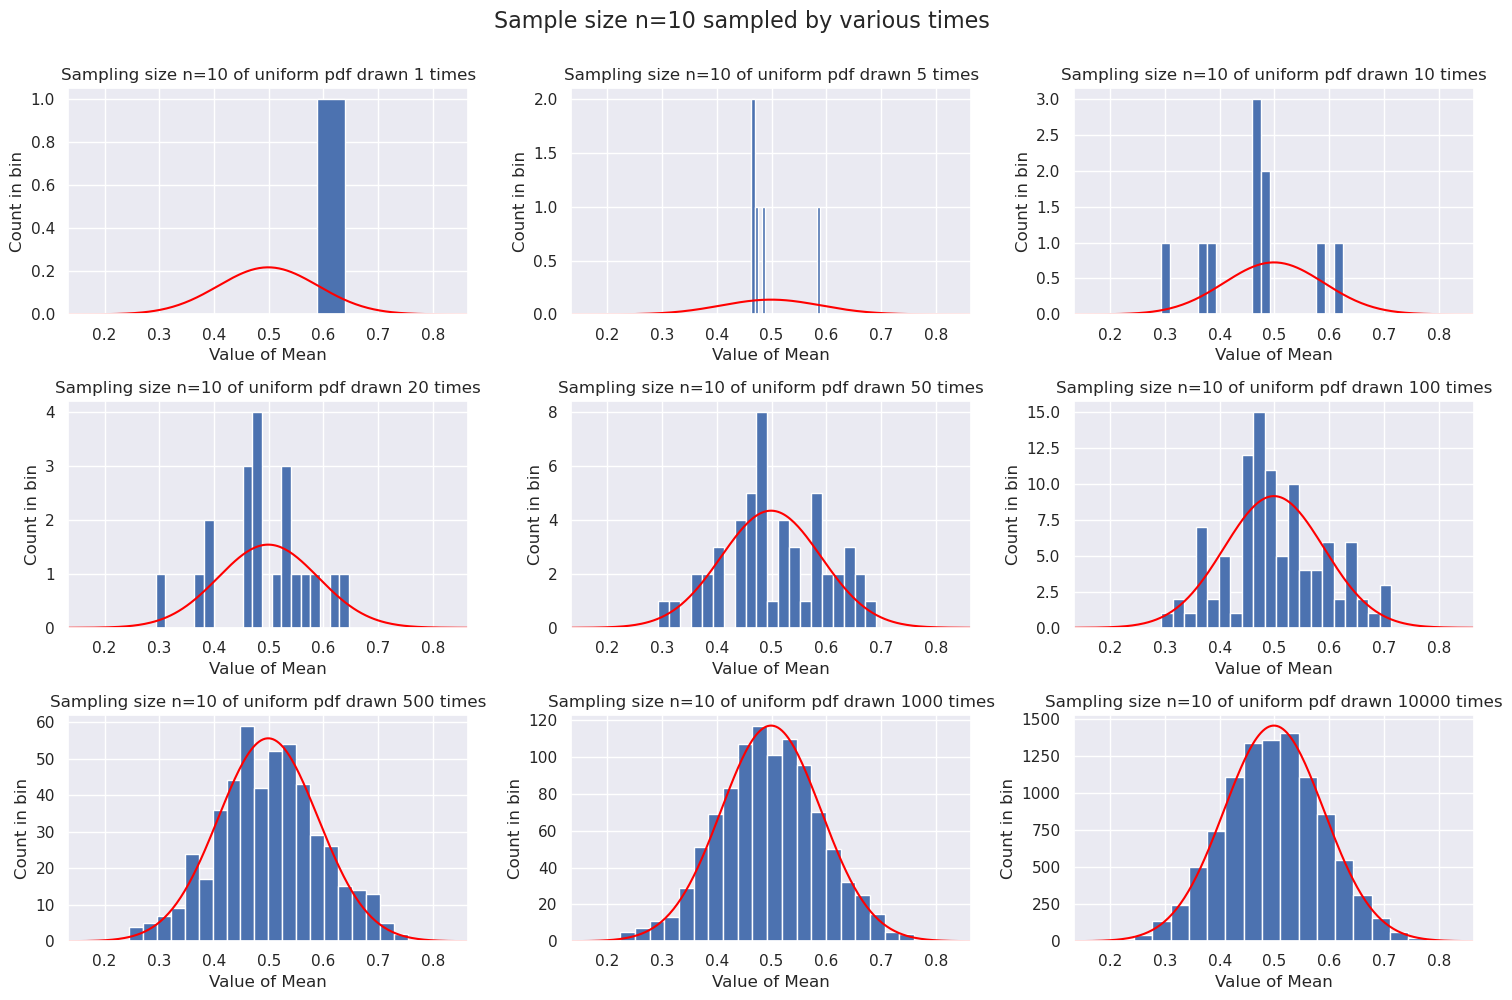 Sample size n=10 sampled by various times
Sampling size n=10 of uniform pdf drawn 1 times
Count in bin
1.0
0.8
0.6
0.4
0.2
0.0
0.2 0.3 0.4 0.5 0.6 0.7 0.8
Value of Mean
Sampling size n=10 of uniform pdf drawn 5 times
Count in bin
2.0
1.5
1.0
0.5
0.0
0.2 0.3 0.4 0.5 0.6 0.7 0.8
Value of Mean
Sampling size n=10 of uniform pdf drawn 10 times
Count in bin
3.0
2.5
2.0
1.5
1.0
0.5
0.0
0.2 0.3 0.4 0.5 0.6 0.7 0.8
Value of Mean
Sampling size n=10 of uniform pdf drawn 20 times
Count in bin
4
3
2
1
0
0.2 0.3 0.4 0.5 0.6 0.7 0.8
Value of Mean
Sampling size n=10 of uniform pdf drawn 50 times
Count in bin
8
6
4
2
0
0.2 0.3 0.4 0.5 0.6 0.7 0.8
Value of Mean
Sampling size n=10 of uniform pdf drawn 100 times
Count in bin
15.0
12.5
10.0
7.5
5.0
2.5
0.0
0.2 0.3 0.4 0.5 0.6 0.7 0.8
Value of Mean
Sampling size n=10 of uniform pdf drawn 500 times
Count in bin
60
50
40
30
20
10
0
0.2 0.3 0.4 0.5 0.6 0.7 0.8
Value of Mean
Sampling size n=10 of uniform pdf drawn 1000 times
Count in bin
120
100
80
60
40
20
0
0.2 0.3 0.4 0.5 0.6 0.7 0.8
Value of Mean
Sampling size n=10 of uniform pdf drawn 10000 times
Count in bin
1500
1250
1000
750
500
250
0
0.2 0.3 0.4 0.5 0.6 0.7 0.8
Value of Mean